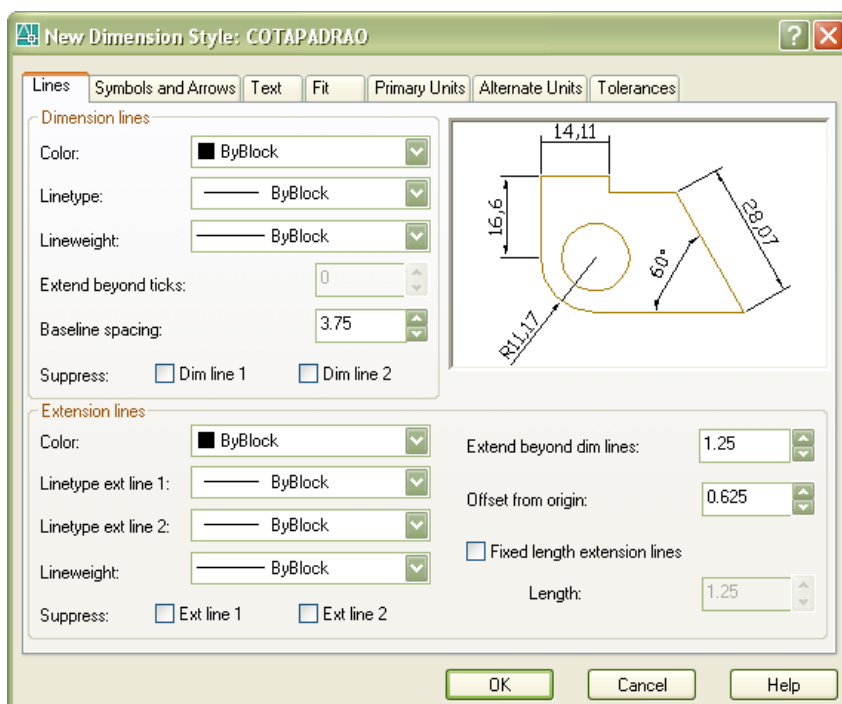 New Dimension Style: COTAPADRAO
Lines Symbols and Arrows Text Fit Primary Units Alternate Units Tolerances
Dimension lines
Color: ByBlock
Linetype: ByBlock
Lineweight: ByBlock
Extend beyond ticks: 0
Baseline spacing: 3.75
Suppress: Dim line 1 Dim line 2
14,11
16,6
28,07
60°
R11,17
Extension lines
Color: ByBlock
Linetype ext line 1: ByBlock
Linetype ext line 2: ByBlock
Lineweight: ByBlock
Suppress: Ext line 1 Ext line 2
Extend beyond dim lines: 1.25
Offset from origin: 0.625
Fixed length extension lines
Length: 1.25
OK Cancel Help